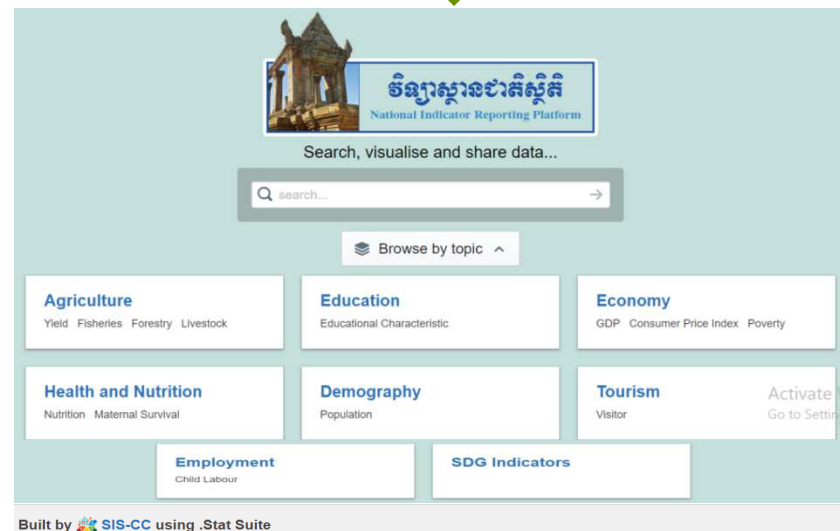 វិទ្យាស្ថានជាតិស្ថិតិ
National Indicator Reporting Platform
Search, visualise and share data...
search...
Browse by topic
Agriculture
Yield Fisheries Forestry Livestock
Education
Educational Characteristic
Economy
GDP Consumer Price Index Poverty
Health and Nutrition
Nutrition Maternal Survival
Demography
Population
Tourism
Visitor
Activate
Go to Settin
Employment
Child Labour
SDG Indicators
Built by SIS-CC using .Stat Suite